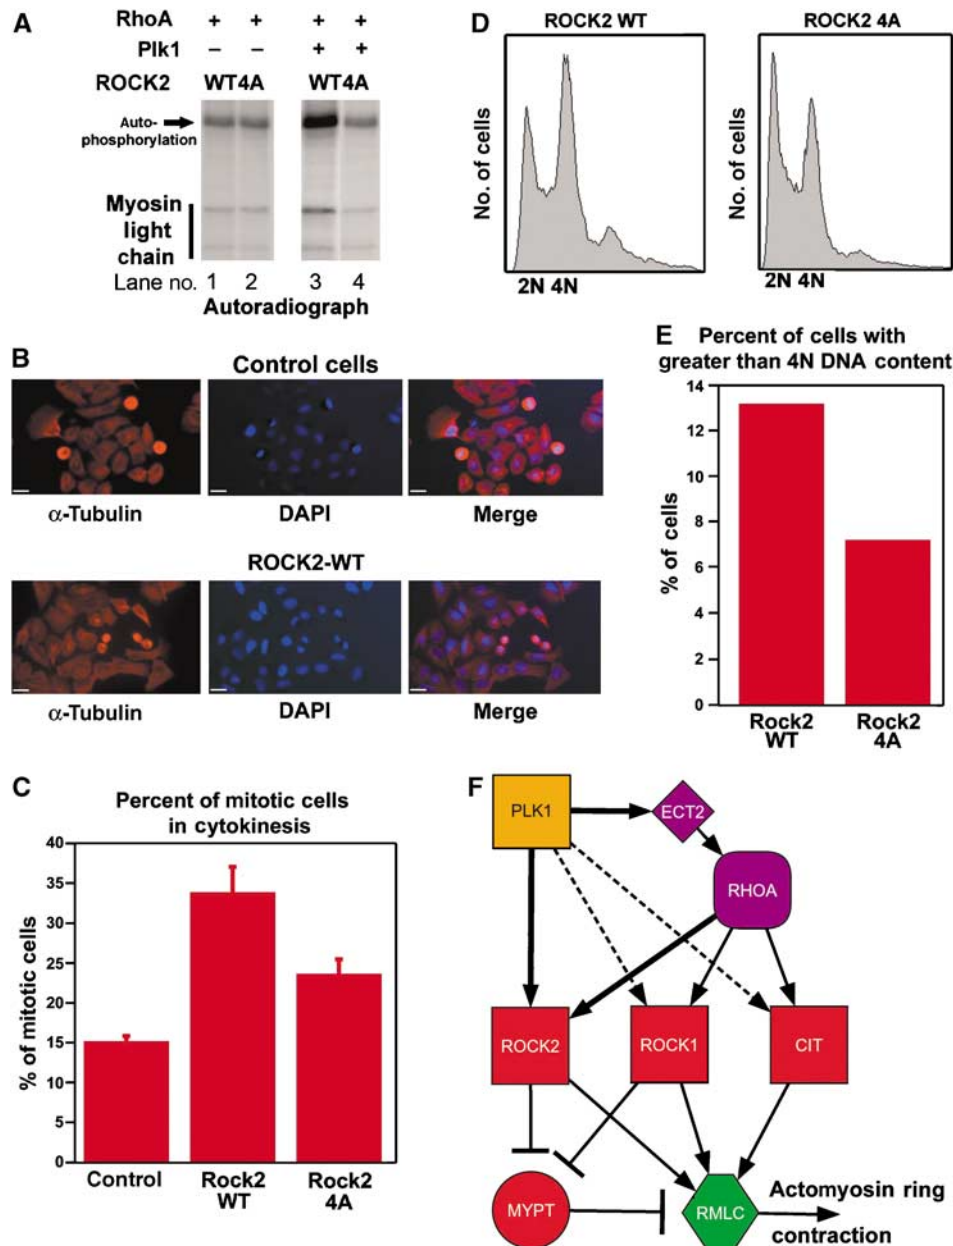 A
RhoA + + + +
Plk1 – – + +
ROCK2 WT4A WT4A
Auto-
phosphorylation
Myosin
light
chain
Lane no. 1 2 3 4
Autoradiograph
B
Control cells
α-Tubulin DAPI Merge
ROCK2-WT
α-Tubulin DAPI Merge
C
Percent of mitotic cells
in cytokinesis
% of mitotic cells
40
35
30
25
20
15
10
5
0
Control Rock2 Rock2
WT 4A
D
ROCK2 WT ROCK2 4A
No. of cells No. of cells
2N 4N 2N 4N
E
Percent of cells with
greater than 4N DNA content
% of cells
14
12
10
8
6
4
2
0
Rock2 Rock2
WT 4A
F
PLK1 ECT2
RHOA
ROCK2 ROCK1 CIT
MYPT RMLC Actomyosin ring
contraction